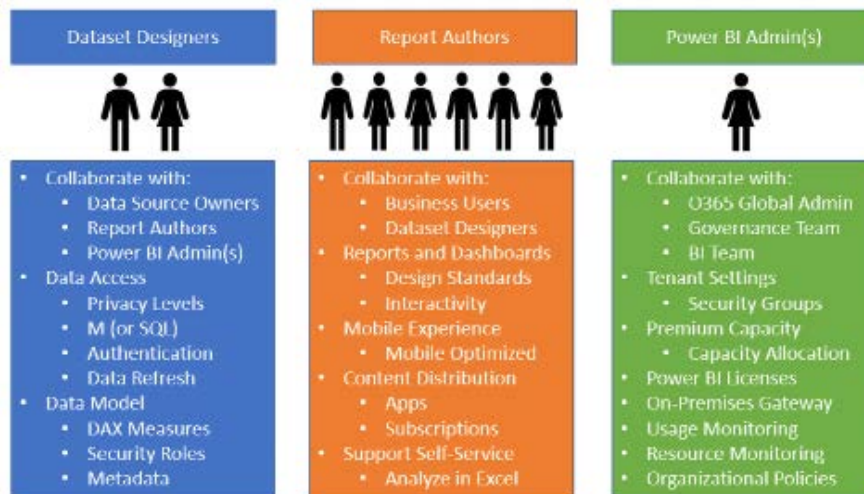 Dataset Designers
Report Authors
Power BI Admin(s)
• Collaborate with:
• Data Source Owners
• Report Authors
• Power BI Admin(s)
• Data Access
• Privacy Levels
• M (or SQL)
• Authentication
• Data Refresh
• Data Model
• DAX Measures
• Security Roles
• Metadata
• Collaborate with:
• Business Users
• Dataset Designers
• Reports and Dashboards
• Design Standards
• Interactivity
• Mobile Experience
• Mobile Optimized
• Content Distribution
• Apps
• Subscriptions
• Support Self-Service
• Analyze in Excel
• Collaborate with:
• O365 Global Admin
• Governance Team
• BI Team
• Tenant Settings
• Security Groups
• Premium Capacity
• Capacity Allocation
• Power BI Licenses
• On-Premises Gateway
• Usage Monitoring
• Resource Monitoring
• Organizational Policies